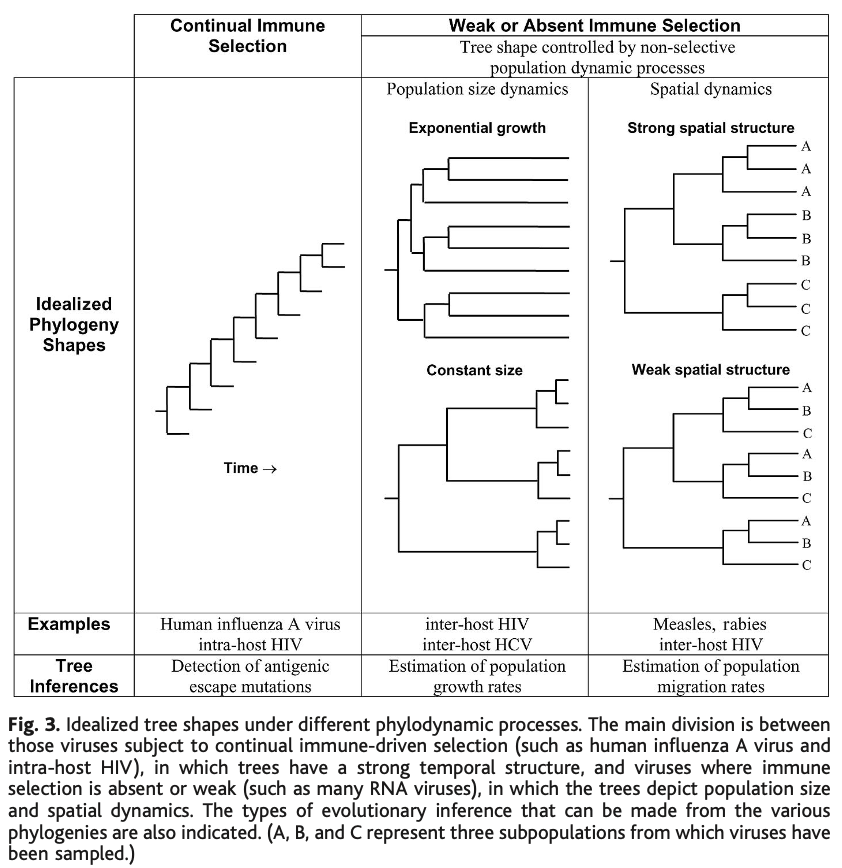 Continual Immune
Selection
Weak or Absent Immune Selection
Tree shape controlled by non-selective
population dynamic processes
Population size dynamics
Spatial dynamics
Exponential growth
Strong spatial structure
A
A
A
B
B
B
C
C
C
Idealized
Phylogeny
Shapes
Time →
Constant size
Weak spatial structure
A
B
C
A
B
C
A
B
C
Examples
Human influenza A virus
intra-host HIV
inter-host HIV
inter-host HCV
Measles, rabies
inter-host HIV
Tree
Inferences
Detection of antigenic
escape mutations
Estimation of population
growth rates
Estimation of population
migration rates
Fig. 3. Idealized tree shapes under different phylodynamic processes. The main division is between
those viruses subject to continual immune-driven selection (such as human influenza A virus and
intra-host HIV), in which trees have a strong temporal structure, and viruses where immune
selection is absent or weak (such as many RNA viruses), in which the trees depict population size
and spatial dynamics. The types of evolutionary inference that can be made from the various
phylogenies are also indicated. (A, B, and C represent three subpopulations from which viruses have
been sampled.)